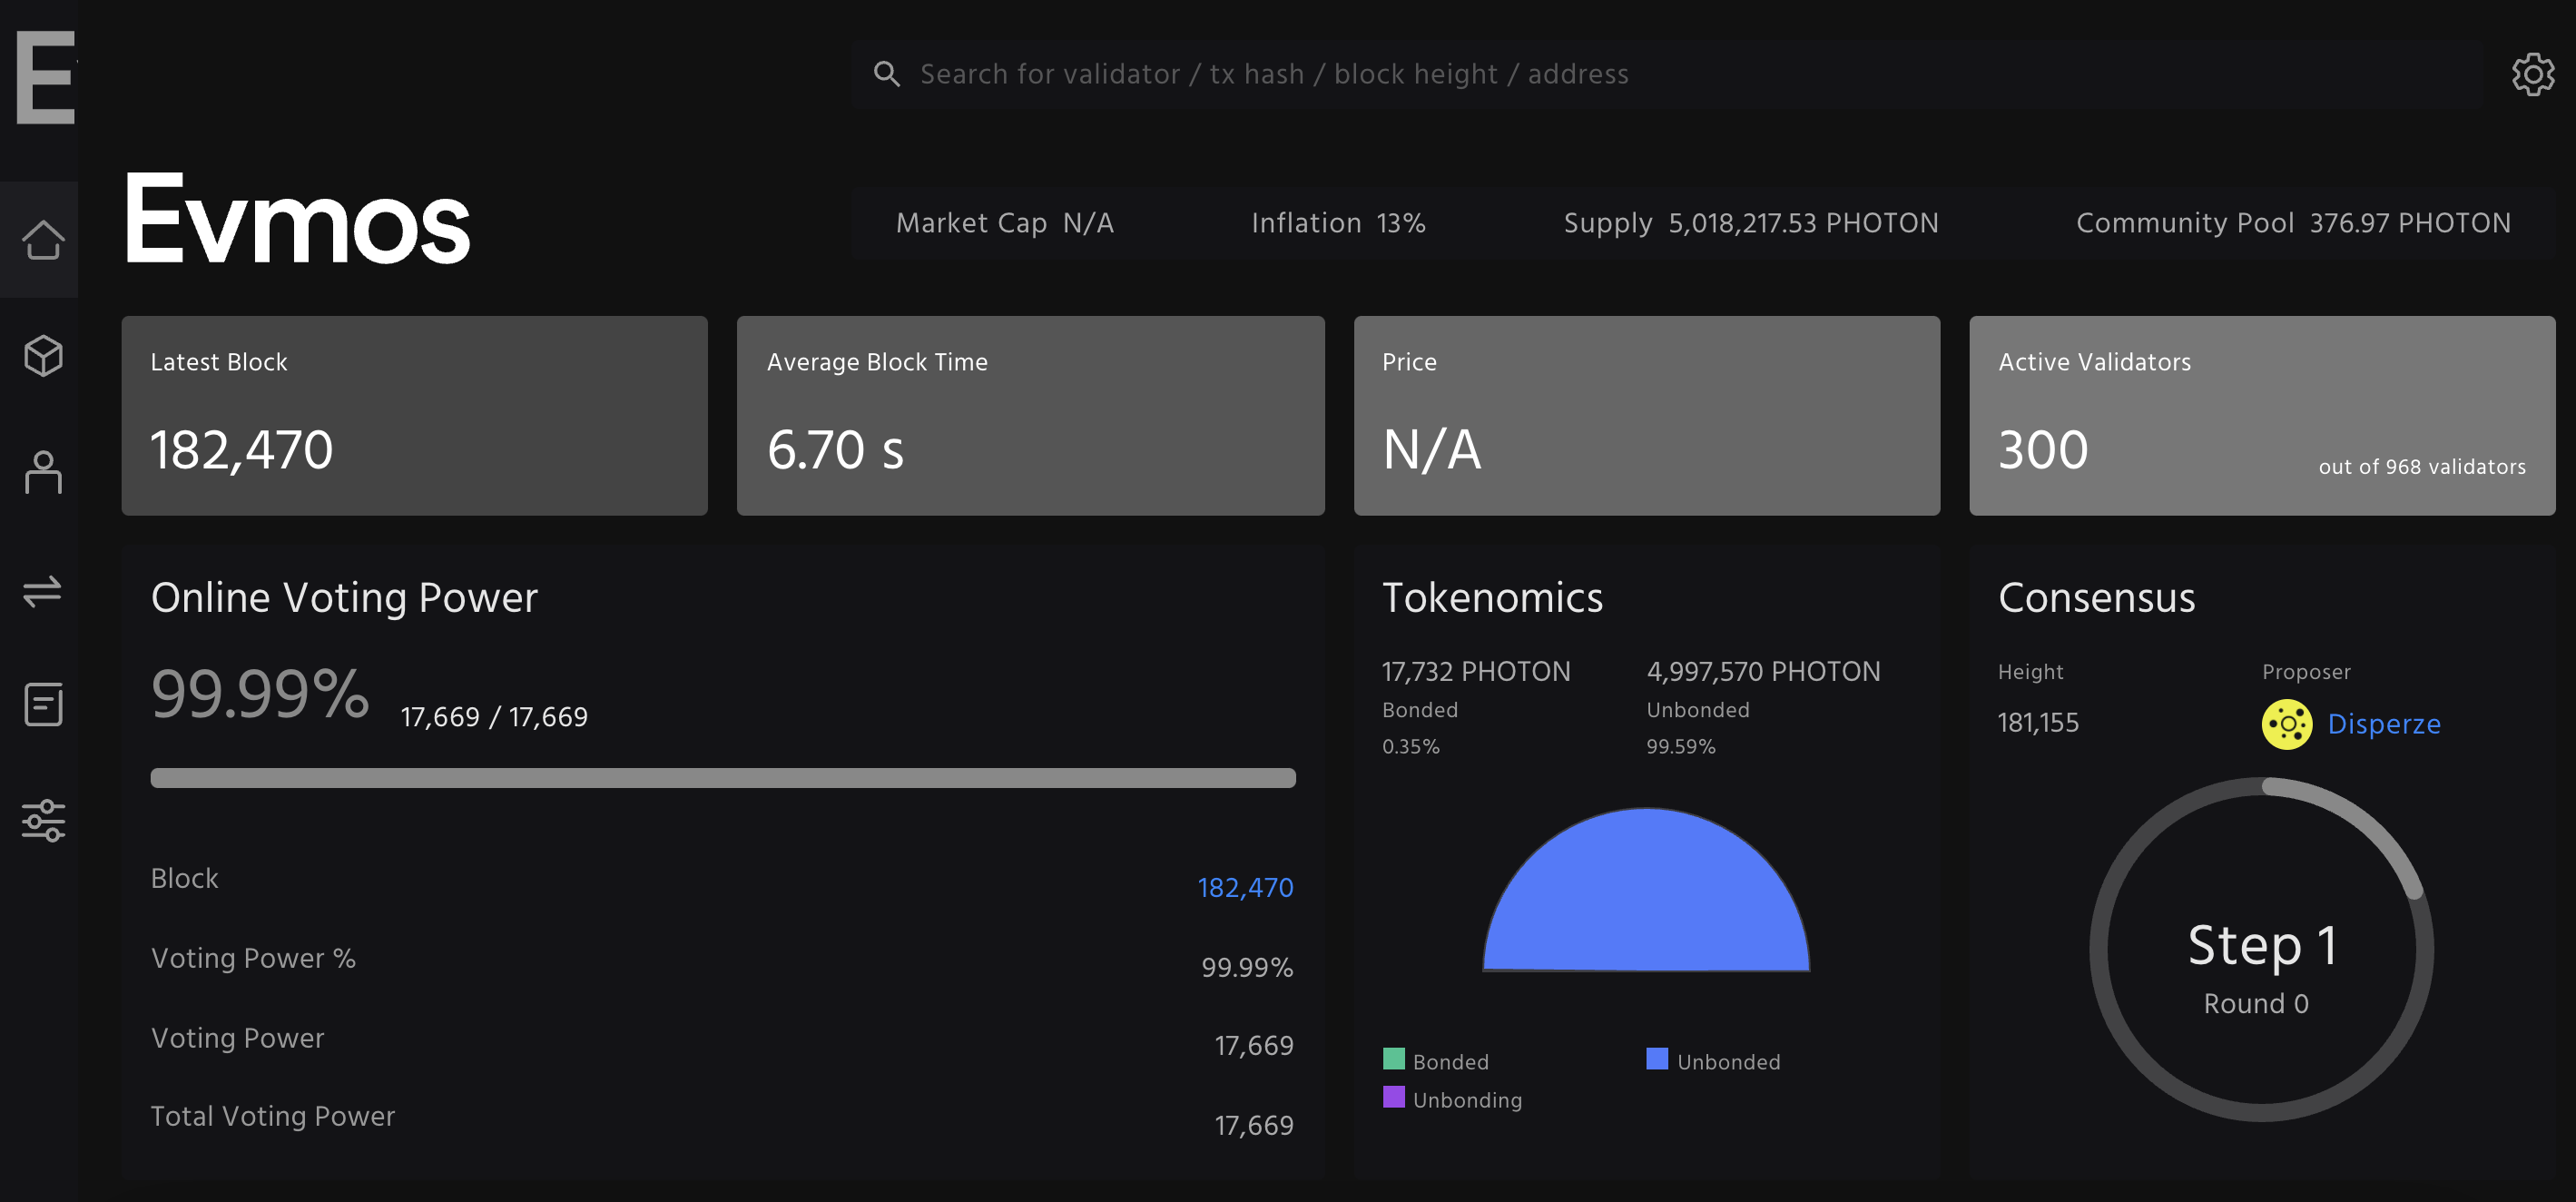 E
Search for validator / tx hash / block height / address
Evmos
Market Cap N/A Inflation 13% Supply 5,018,217.53 PHOTON Community Pool 376.97 PHOTON
Latest Block
182,470
Average Block Time
6.70 s
Price
N/A
Active Validators
300
out of 968 validators
Online Voting Power
99.99% 17,669 / 17,669
Block 182,470
Voting Power % 99.99%
Voting Power 17,669
Total Voting Power 17,669
Tokenomics
17,732 PHOTON 4,997,570 PHOTON
Bonded Unbonded
0.35% 99.59%
Bonded Unbonded
Unbonding
Consensus
Height Proposer
181,155 Disperze
Step 1
Round 0